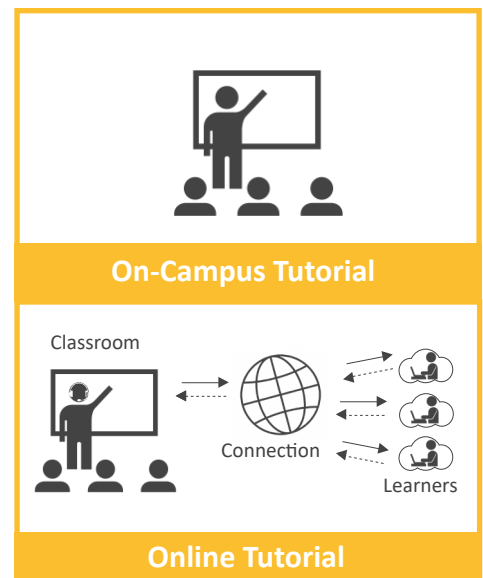 On-Campus Tutorial
Classroom
Connection
Learners
Online Tutorial